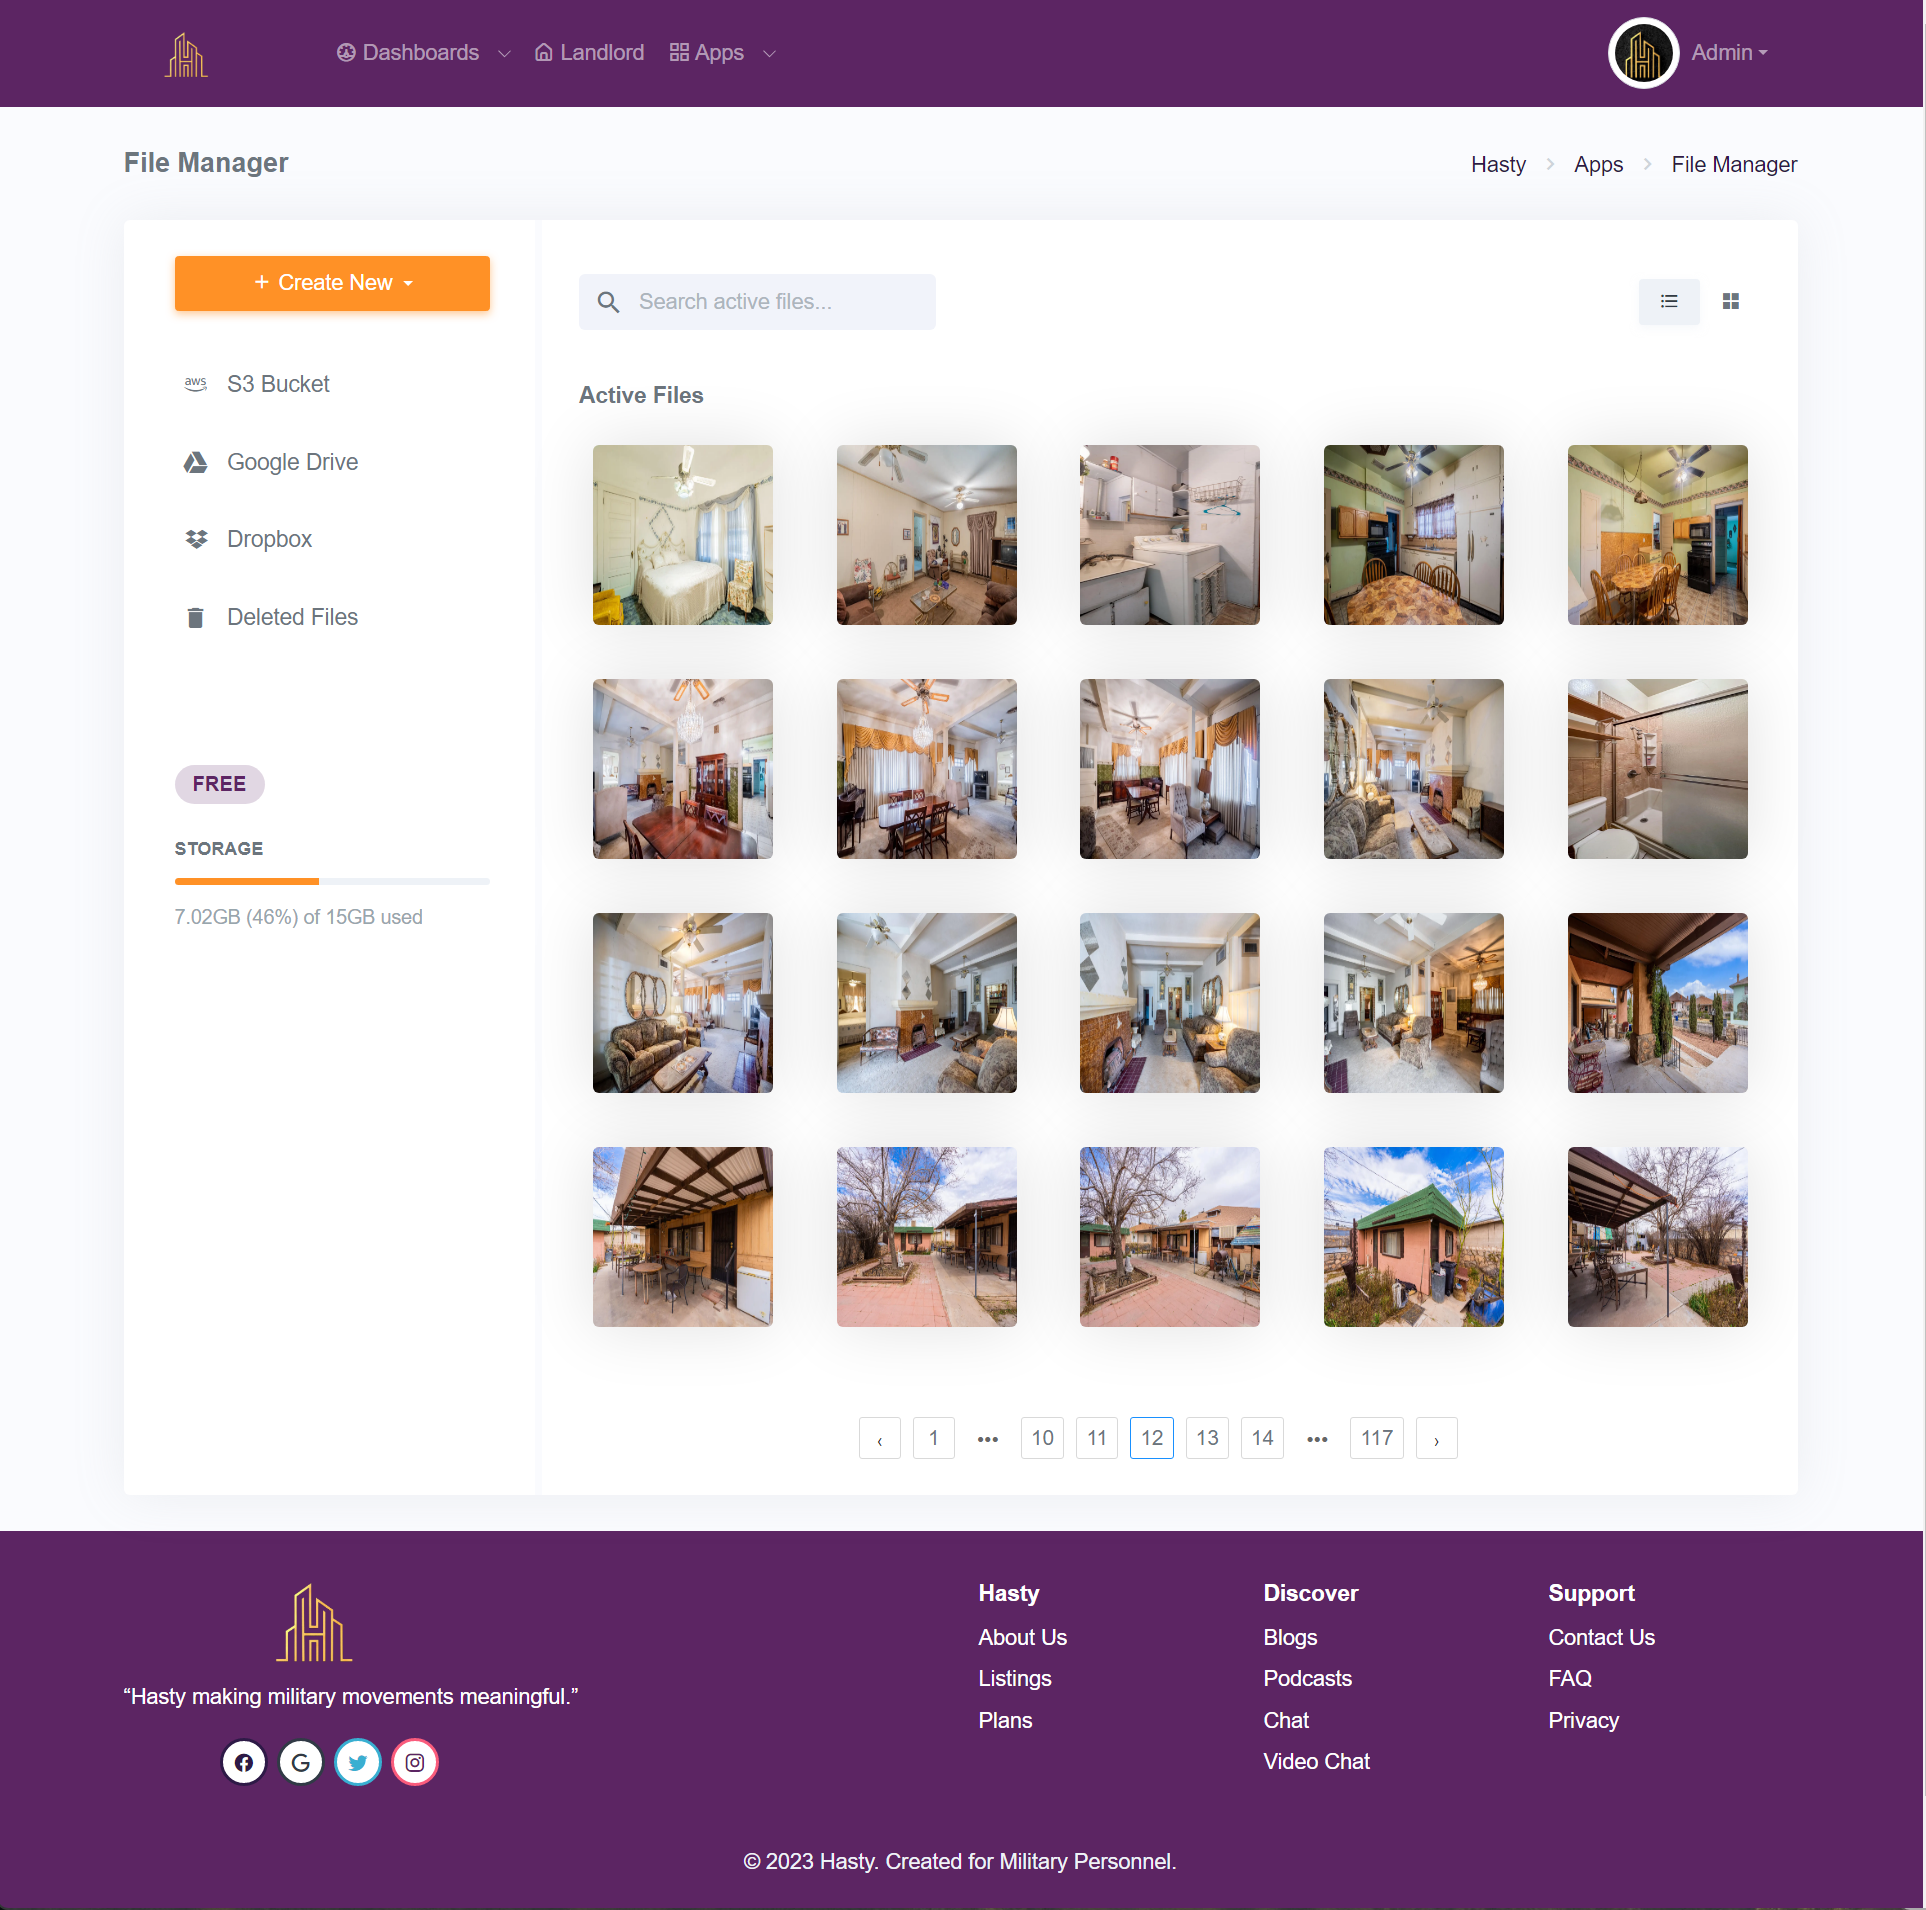 Dashboards Landlord Apps Admin
File Manager
Hasty > Apps > File Manager
+ Create New
Search active files...
aws S3 Bucket
Google Drive
Dropbox
Deleted Files
FREE
STORAGE
7.02GB (46%) of 15GB used
Active Files
‹ 1 ••• 10 11 12 13 14 ••• 117 ›
“Hasty making military movements meaningful.”
Hasty
About Us
Listings
Plans
Discover
Blogs
Podcasts
Chat
Video Chat
Support
Contact Us
FAQ
Privacy
© 2023 Hasty. Created for Military Personnel.